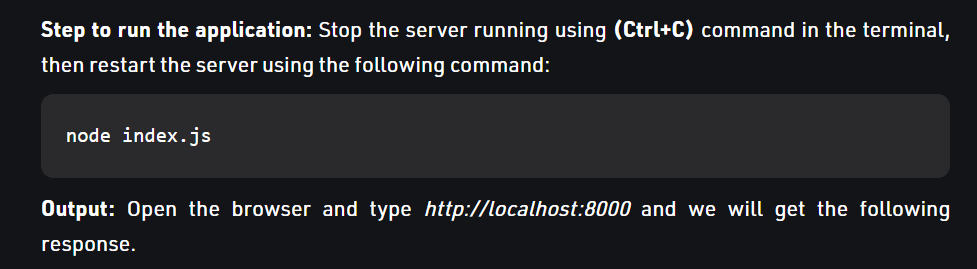 Step to run the application: Stop the server running using (Ctrl+C) command in the terminal,
then restart the server using the following command:
node index.js
Output: Open the browser and type http://localhost:8000 and we will get the following
response.